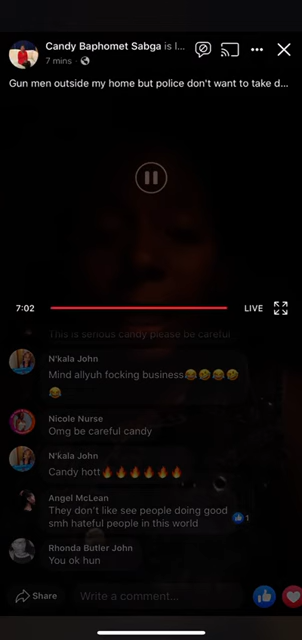 Candy Baphomet Sabga is l...
7 mins ·
Gun men outside my home but police don't want to take d...
7:02
LIVE
This is serious candy please be careful
N'kala John
Mind allyuh focking business😂🤣😂🤣
😂
Nicole Nurse
Omg be careful candy
N'kala John
Candy hott🔥🔥🔥🔥🔥🔥
Angel McLean
They don't like see people doing good
smh hateful people in this world
1
Rhonda Butler John
You ok hun
Share
Write a comment...